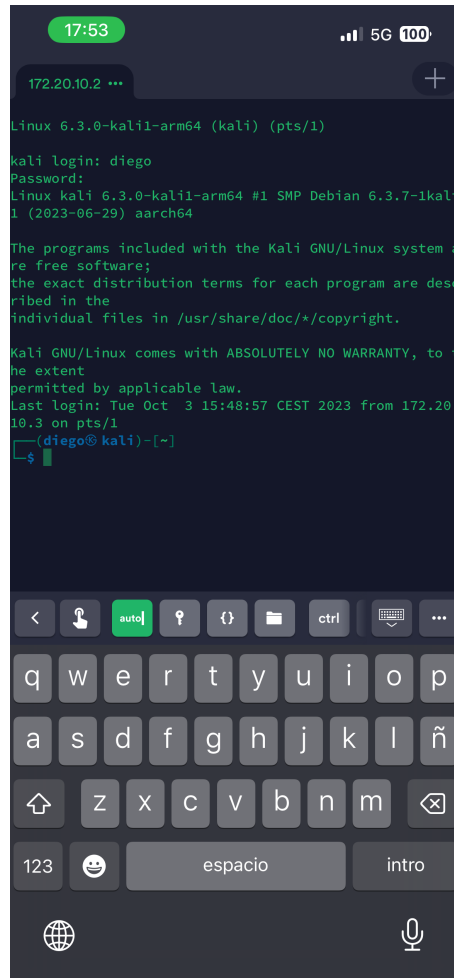 17:53
5G 100
172.20.10.2 •••
Linux 6.3.0-kali1-arm64 (kali) (pts/1)
kali login: diego
Password:
Linux kali 6.3.0-kali1-arm64 #1 SMP Debian 6.3.7-1kal
1 (2023-06-29) aarch64
The programs included with the Kali GNU/Linux system a
re free software;
the exact distribution terms for each program are desc
ribed in the
individual files in /usr/share/doc/*/copyright.
Kali GNU/Linux comes with ABSOLUTELY NO WARRANTY, to t
he extent
permitted by applicable law.
Last login: Tue Oct  3 15:48:57 CEST 2023 from 172.20
10.3 on pts/1
┌──(diego㉿kali)-[~]
└─$
auto
{}
ctrl
•••
q w e r t y u i o p
a s d f g h j k l ñ
z x c v b n m
123 espacio intro